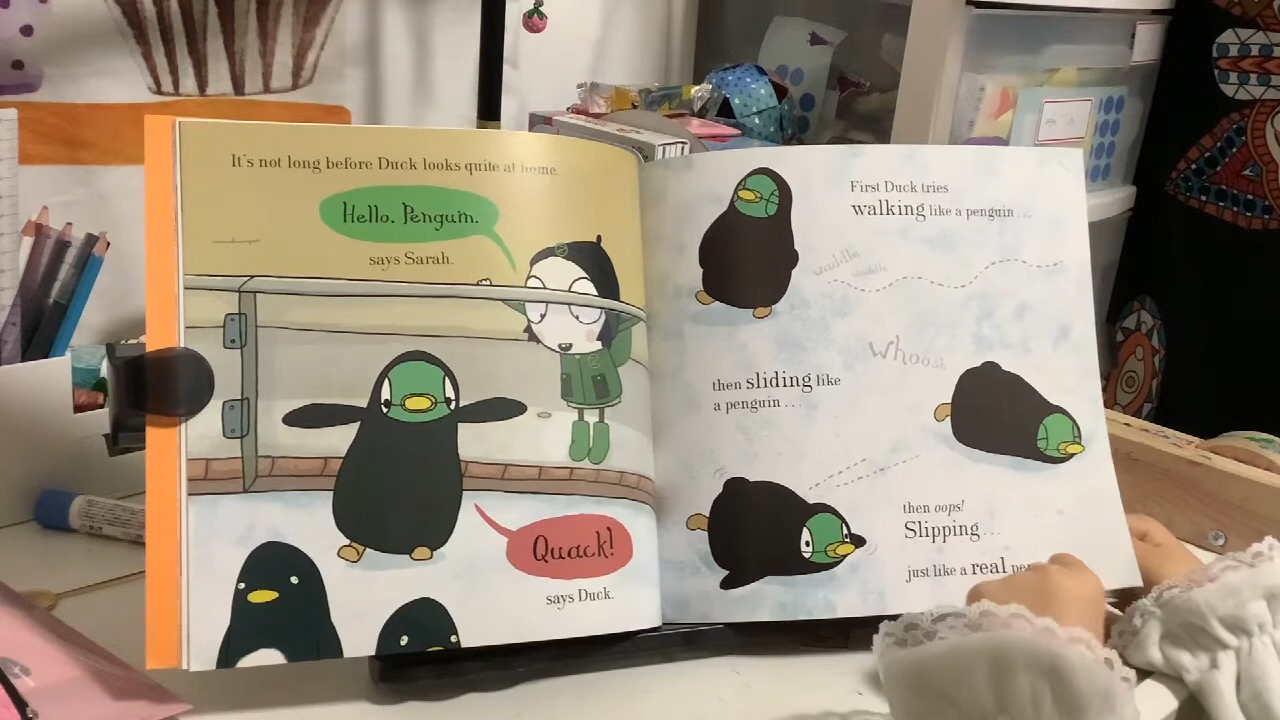 It's not long before Duck looks quite at home.
Hello, Penguin.
says Sarah.
Quack!
says Duck.
First Duck tries
walking like a penguin...
waddle
waddle
whoosh
then sliding like
a penguin...
then oops!
Slipping...
just like a real